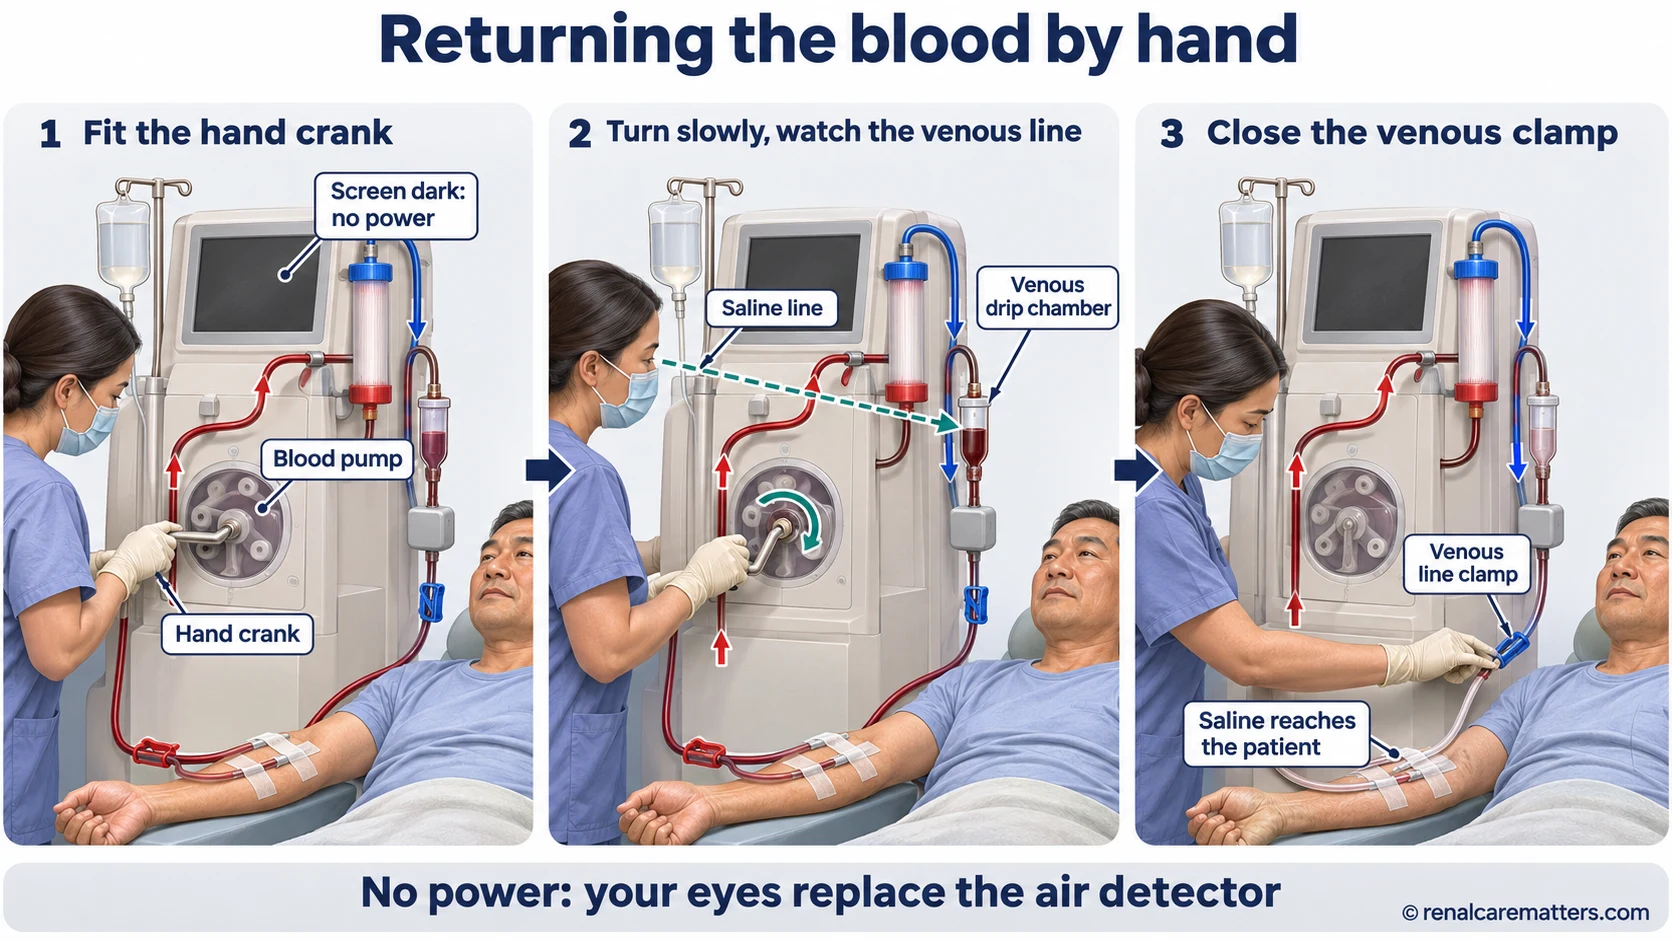 Returning the blood by hand
1 Fit the hand crank
Screen dark:
no power
Blood pump
Hand crank
2 Turn slowly, watch the venous line
Saline line
Venous
drip chamber
3 Close the venous clamp
Venous
line clamp
Saline reaches
the patient
No power: your eyes replace the air detector
© renalcarematters.com